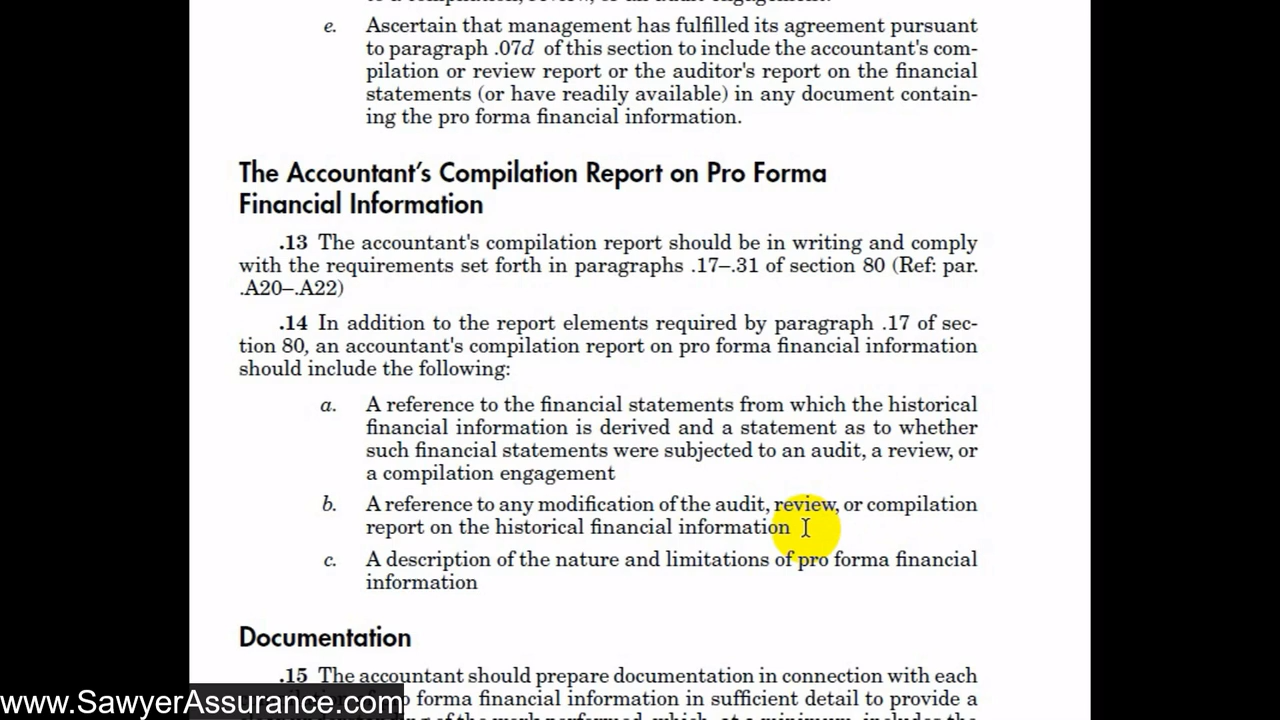 e. Ascertain that management has fulfilled its agreement pursuant
to paragraph .07d of this section to include the accountant's com-
pilation or review report or the auditor's report on the financial
statements (or have readily available) in any document contain-
ing the pro forma financial information.
The Accountant's Compilation Report on Pro Forma
Financial Information
.13 The accountant's compilation report should be in writing and comply
with the requirements set forth in paragraphs .17–.31 of section 80 (Ref: par.
.A20–.A22)
.14 In addition to the report elements required by paragraph .17 of sec-
tion 80, an accountant's compilation report on pro forma financial information
should include the following:
a. A reference to the financial statements from which the historical
financial information is derived and a statement as to whether
such financial statements were subjected to an audit, a review, or
a compilation engagement
b. A reference to any modification of the audit, review, or compilation
report on the historical financial information
c. A description of the nature and limitations of pro forma financial
information
Documentation
.15 The accountant should prepare documentation in connection with each
forma financial information in sufficient detail to provide a
www.SawyerAssurance.com